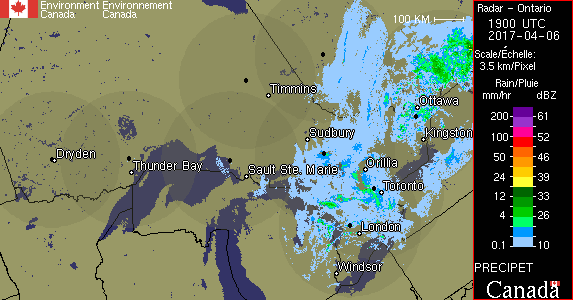 Environment Environnement
Canada Canada
100 KM
Timmins
Ottawa
Sudbury
Kingston
Dryden
Thunder Bay
Sault Ste. Marie
Orillia
Toronto
London
Windsor
Radar - Ontario
1900 UTC
2017-04-06
Scale/Échelle:
3.5 km/Pixel
Rain/Pluie
mm/hr dBZ
200 61
100 52
50 46
24 39
12 33
4 26
0.1 10
PRECIPET
Canada